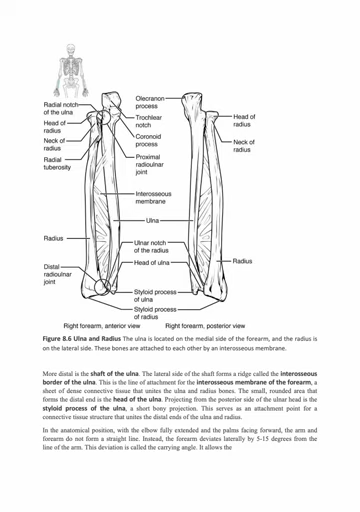 Olecranon
process
Radial notch
of the ulna
Trochlear
notch
Head of
radius
Head of
radius
Coronoid
process
Neck of
radius
Neck of
radius
Radial
tuberosity
Proximal
radioulnar
joint
Interosseous
membrane
Ulna
Radius
Ulnar notch
of the radius
Head of ulna
Radius
Distal
radioulnar
joint
Styloid process
of ulna
Styloid process
of radius
Right forearm, anterior view
Right forearm, posterior view
Figure 8.6 Ulna and Radius The ulna is located on the medial side of the forearm, and the radius is
on the lateral side. These bones are attached to each other by an interosseous membrane.
More distal is the shaft of the ulna. The lateral side of the shaft forms a ridge called the interosseous
border of the ulna. This is the line of attachment for the interosseous membrane of the forearm, a
sheet of dense connective tissue that unites the ulna and radius bones. The small, rounded area that
forms the distal end is the head of the ulna. Projecting from the posterior side of the ulnar head is the
styloid process of the ulna, a short bony projection. This serves as an attachment point for a
connective tissue structure that unites the distal ends of the ulna and radius.
In the anatomical position, with the elbow fully extended and the palms facing forward, the arm and
forearm do not form a straight line. Instead, the forearm deviates laterally by 5-15 degrees from the
line of the arm. This deviation is called the carrying angle. It allows the